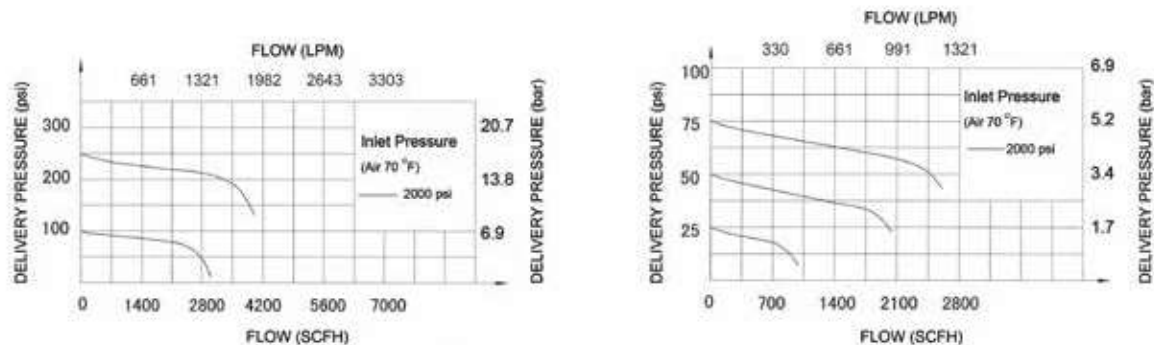 FLOW (LPM)
661 1321 1982 2643 3303
DELIVERY PRESSURE (psi)
300
200
100
Inlet Pressure
(Air 70 °F)
2000 psi
20.7
13.8
6.9
DELIVERY PRESSURE (bar)
0 1400 2800 4200 5600 7000
FLOW (SCFH)
FLOW (LPM)
330 661 991 1321
DELIVERY PRESSURE (psi)
100
75
50
25
Inlet Pressure
(Air 70 °F)
2000 psi
6.9
5.2
3.4
1.7
DELIVERY PRESSURE (bar)
0 700 1400 2100 2800
FLOW (SCFH)